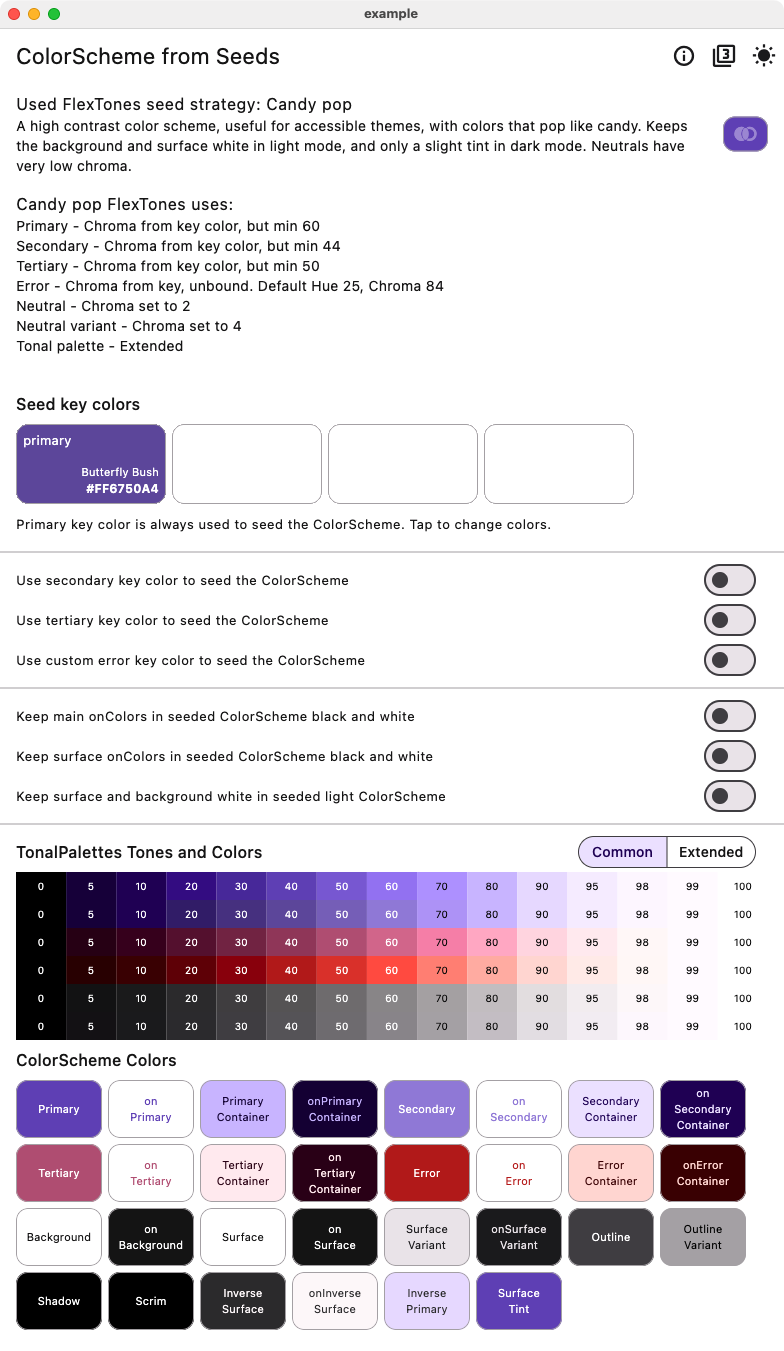 example
ColorScheme from Seeds
3
Used FlexTones seed strategy: Candy pop
A high contrast color scheme, useful for accessible themes, with colors that pop like candy. Keeps
the background and surface white in light mode, and only a slight tint in dark mode. Neutrals have
very low chroma.
Candy pop FlexTones uses:
Primary - Chroma from key color, but min 60
Secondary - Chroma from key color, but min 44
Tertiary - Chroma from key color, but min 50
Error - Chroma from key, unbound. Default Hue 25, Chroma 84
Neutral - Chroma set to 2
Neutral variant - Chroma set to 4
Tonal palette - Extended
Seed key colors
primary
Butterfly Bush
#FF6750A4
Primary key color is always used to seed the ColorScheme. Tap to change colors.
Use secondary key color to seed the ColorScheme
Use tertiary key color to seed the ColorScheme
Use custom error key color to seed the ColorScheme
Keep main onColors in seeded ColorScheme black and white
Keep surface onColors in seeded ColorScheme black and white
Keep surface and background white in seeded light ColorScheme
TonalPalettes Tones and Colors
Common Extended
0 5 10 20 30 40 50 60 70 80 90 95 98 99 100
0 5 10 20 30 40 50 60 70 80 90 95 98 99 100
0 5 10 20 30 40 50 60 70 80 90 95 98 99 100
0 5 10 20 30 40 50 60 70 80 90 95 98 99 100
0 5 10 20 30 40 50 60 70 80 90 95 98 99 100
0 5 10 20 30 40 50 60 70 80 90 95 98 99 100
ColorScheme Colors
Primary
on
Primary
Primary
Container
onPrimary
Container
Secondary
on
Secondary
Secondary
Container
on
Secondary
Container
Tertiary
on
Tertiary
Tertiary
Container
on
Tertiary
Container
Error
on
Error
Error
Container
onError
Container
Background
on
Background
Surface
on
Surface
Surface
Variant
onSurface
Variant
Outline
Outline
Variant
Shadow
Scrim
Inverse
Surface
onInverse
Surface
Inverse
Primary
Surface
Tint